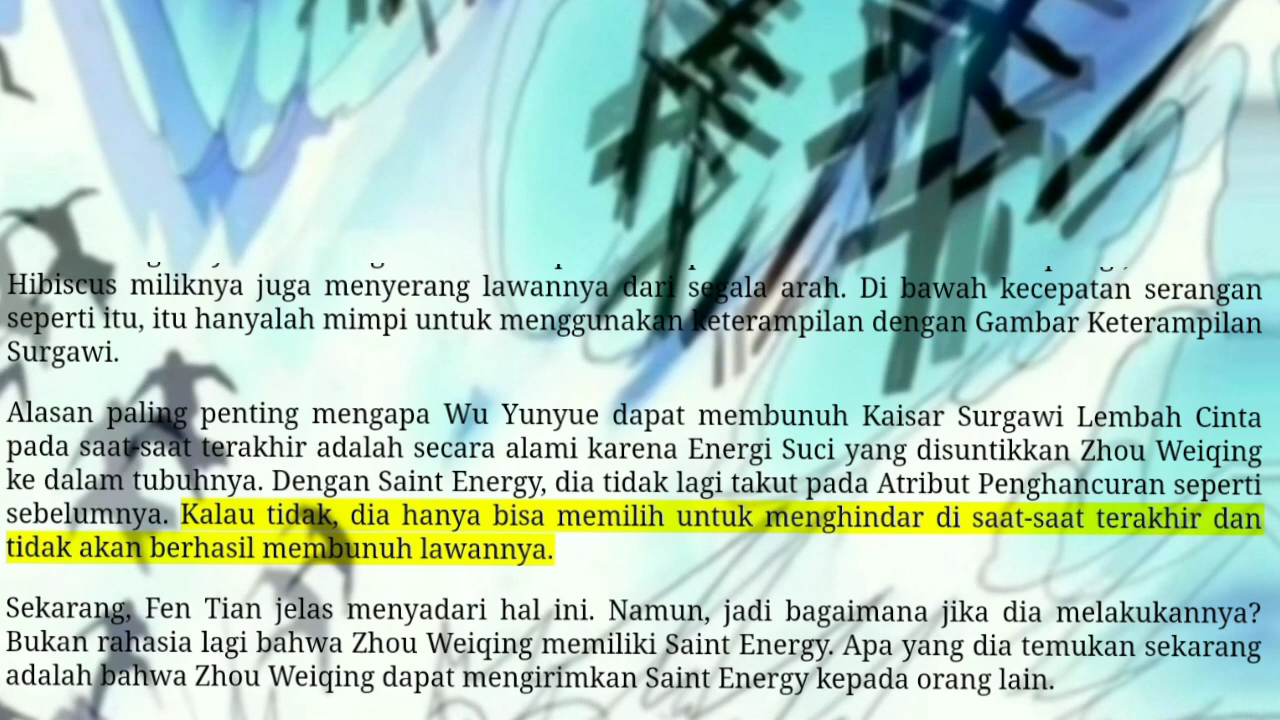 Hibiscus miliknya juga menyerang lawannya dari segala arah. Di bawah kecepatan serangan
seperti itu, itu hanyalah mimpi untuk menggunakan keterampilan dengan Gambar Keterampilan
Surgawi.
Alasan paling penting mengapa Wu Yunyue dapat membunuh Kaisar Surgawi Lembah Cinta
pada saat-saat terakhir adalah secara alami karena Energi Suci yang disuntikkan Zhou Weiqing
ke dalam tubuhnya. Dengan Saint Energy, dia tidak lagi takut pada Atribut Penghancuran seperti
sebelumnya. Kalau tidak, dia hanya bisa memilih untuk menghindar di saat-saat terakhir dan
tidak akan berhasil membunuh lawannya.
Sekarang, Fen Tian jelas menyadari hal ini. Namun, jadi bagaimana jika dia melakukannya?
Bukan rahasia lagi bahwa Zhou Weiqing memiliki Saint Energy. Apa yang dia temukan sekarang
adalah bahwa Zhou Weiqing dapat mengirimkan Saint Energy kepada orang lain.